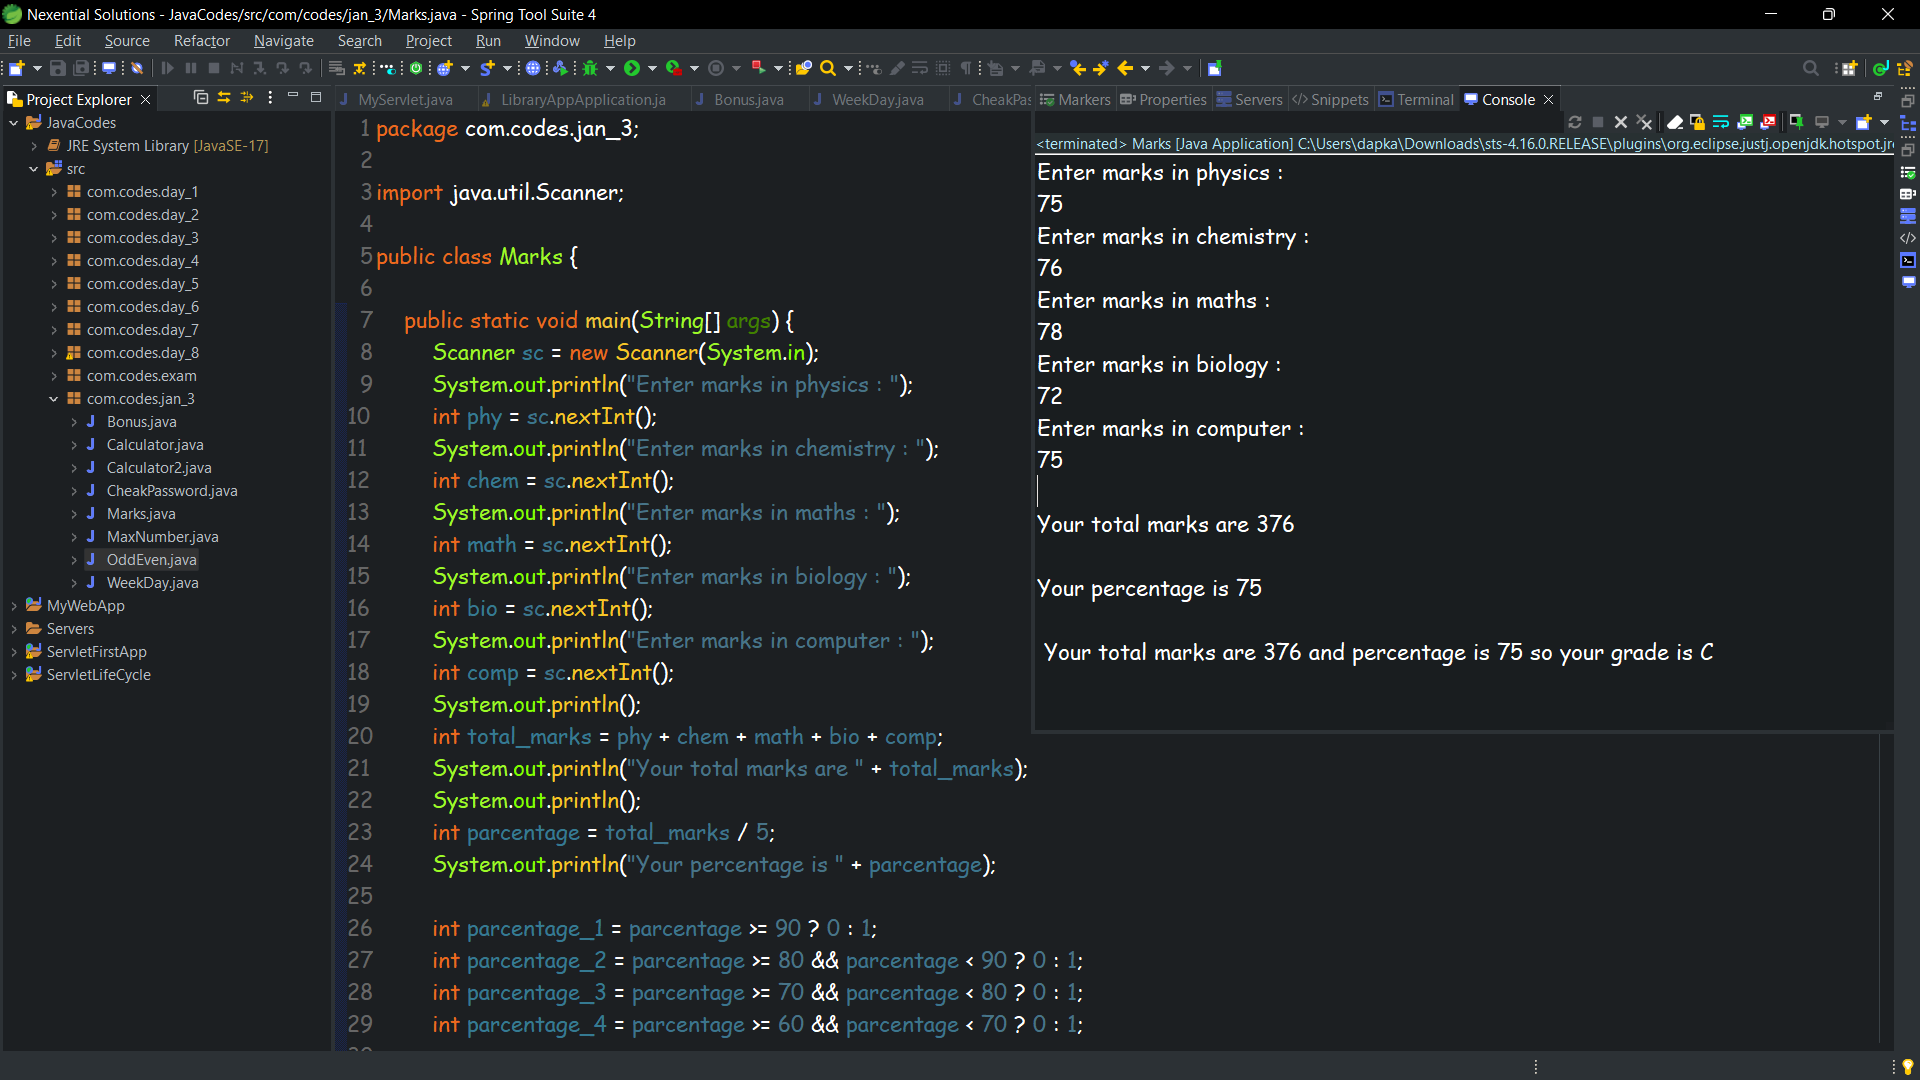 Nexential Solutions - JavaCodes/src/com/codes/jan_3/Marks.java - Spring Tool Suite 4
File Edit Source Refactor Navigate Search Project Run Window Help
Project Explorer
JavaCodes
JRE System Library [JavaSE-17]
src
com.codes.day_1
com.codes.day_2
com.codes.day_3
com.codes.day_4
com.codes.day_5
com.codes.day_6
com.codes.day_7
com.codes.day_8
com.codes.exam
com.codes.jan_3
Bonus.java
Calculator.java
Calculator2.java
CheakPassword.java
Marks.java
MaxNumber.java
OddEven.java
WeekDay.java
MyWebApp
Servers
ServletFirstApp
ServletLifeCycle
MyServlet.java LibraryAppApplication.ja Bonus.java WeekDay.java CheakPas
1 package com.codes.jan_3;
2
3 import java.util.Scanner;
4
5 public class Marks {
6
7 public static void main(String[] args) {
8 Scanner sc = new Scanner(System.in);
9 System.out.println("Enter marks in physics : ");
10 int phy = sc.nextInt();
11 System.out.println("Enter marks in chemistry : ");
12 int chem = sc.nextInt();
13 System.out.println("Enter marks in maths : ");
14 int math = sc.nextInt();
15 System.out.println("Enter marks in biology : ");
16 int bio = sc.nextInt();
17 System.out.println("Enter marks in computer : ");
18 int comp = sc.nextInt();
19 System.out.println();
20 int total_marks = phy + chem + math + bio + comp;
21 System.out.println("Your total marks are " + total_marks);
22 System.out.println();
23 int parcentage = total_marks / 5;
24 System.out.println("Your percentage is " + parcentage);
25
26 int parcentage_1 = parcentage >= 90 ? 0 : 1;
27 int parcentage_2 = parcentage >= 80 && parcentage < 90 ? 0 : 1;
28 int parcentage_3 = parcentage >= 70 && parcentage < 80 ? 0 : 1;
29 int parcentage_4 = parcentage >= 60 && parcentage < 70 ? 0 : 1;
Markers Properties Servers Snippets Terminal Console
<terminated> Marks [Java Application] C:\Users\dapka\Downloads\sts-4.16.0.RELEASE\plugins\org.eclipse.justj.openjdk.hotspot.jre
Enter marks in physics :
75
Enter marks in chemistry :
76
Enter marks in maths :
78
Enter marks in biology :
72
Enter marks in computer :
75
Your total marks are 376
Your percentage is 75
Your total marks are 376 and percentage is 75 so your grade is C